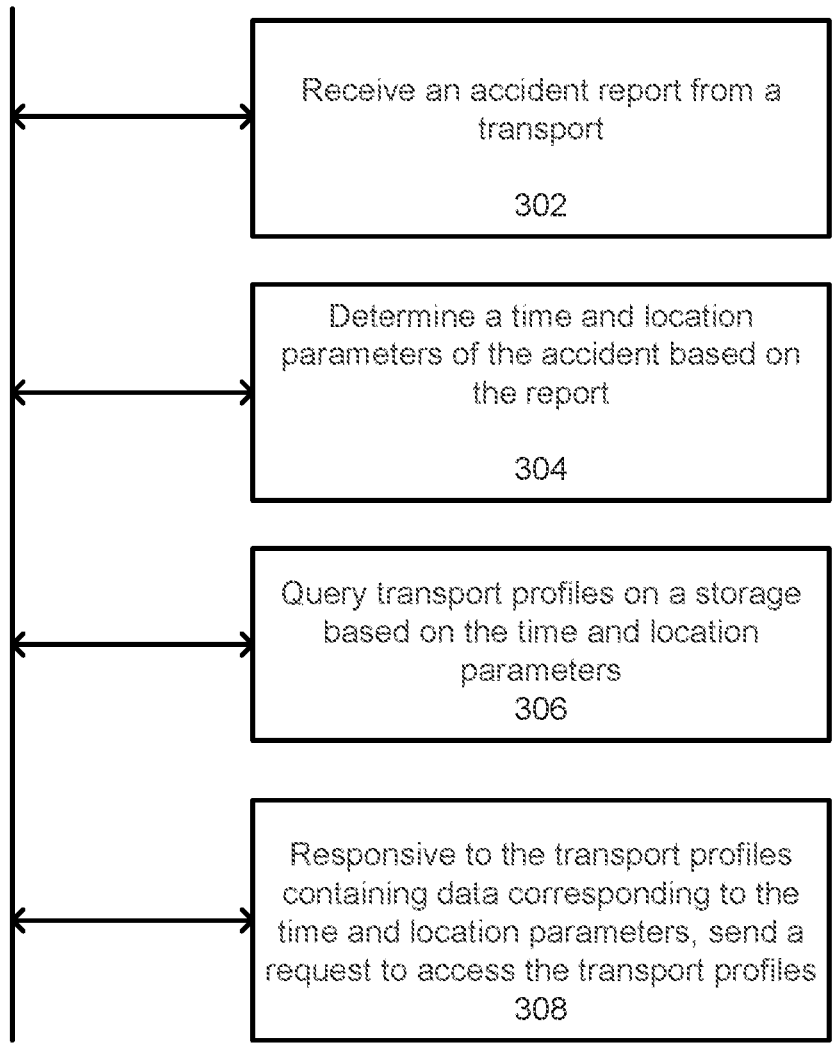 Receive an accident report from a
transport
302
Determine a time and location
parameters of the accident based on
the report
304
Query transport profiles on a storage
based on the time and location
parameters
306
Responsive to the transport profiles
containing data corresponding to the
time and location parameters, send a
request to access the transport profiles
308